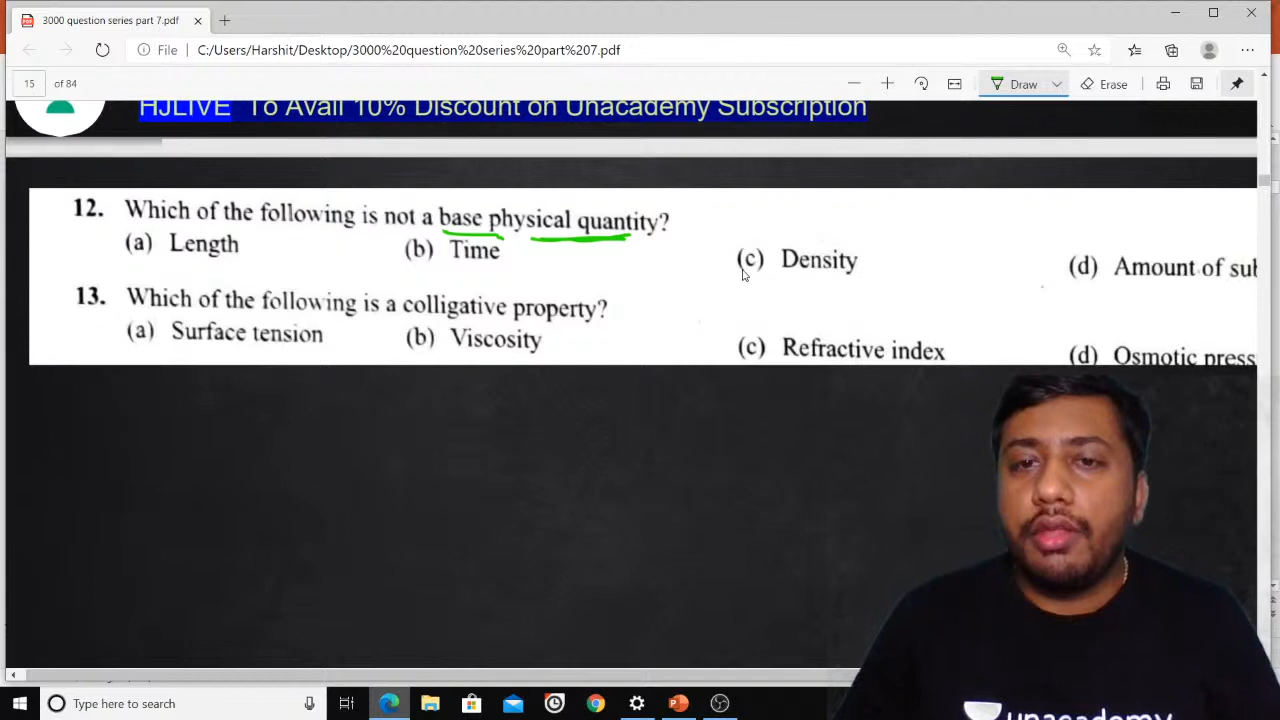 3000 question series part 7.pdf
File C:/Users/Harshit/Desktop/3000%20question%20series%20part%207.pdf
15 of 84 Draw Erase
HJLIVE To Avail 10% Discount on Unacademy Subscription
12. Which of the following is not a base physical quantity?
(a) Length (b) Time (c) Density (d) Amount of sub
13. Which of the following is a colligative property?
(a) Surface tension (b) Viscosity (c) Refractive index (d) Osmotic press
Type here to search
unacademy